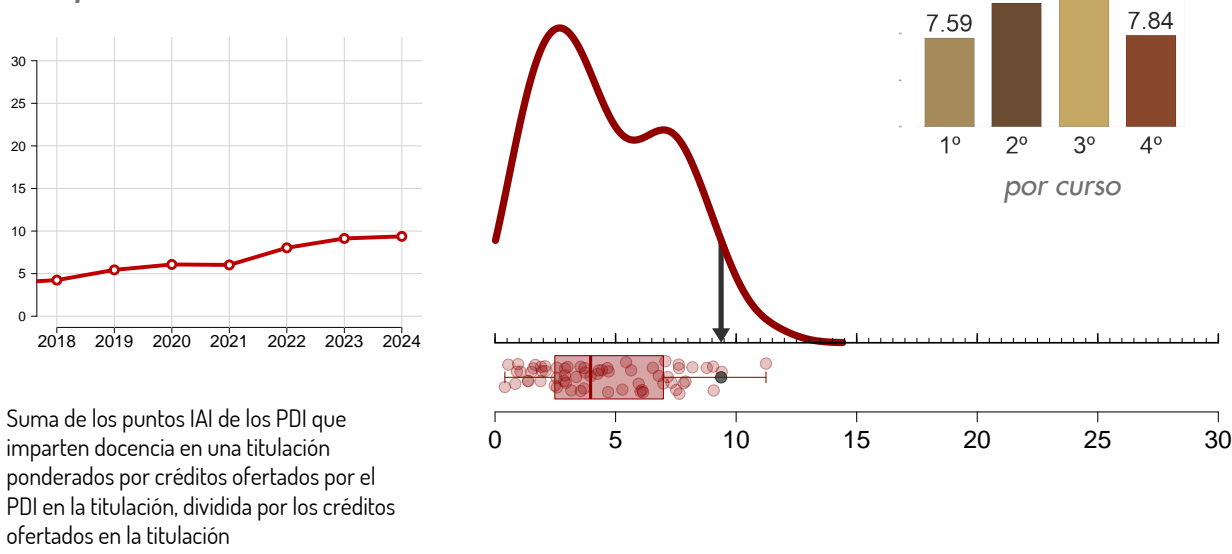 30
25
20
15
10
5
0
2018 2019 2020 2021 2022 2023 2024
Suma de los puntos IAI de los PDI que
imparten docencia en una titulación
ponderados por créditos ofertados por el
PDI en la titulación, dividida por los créditos
ofertados en la titulación
0 5 10 15 20 25 30
7.59 7.84
1º 2º 3º 4º
por curso